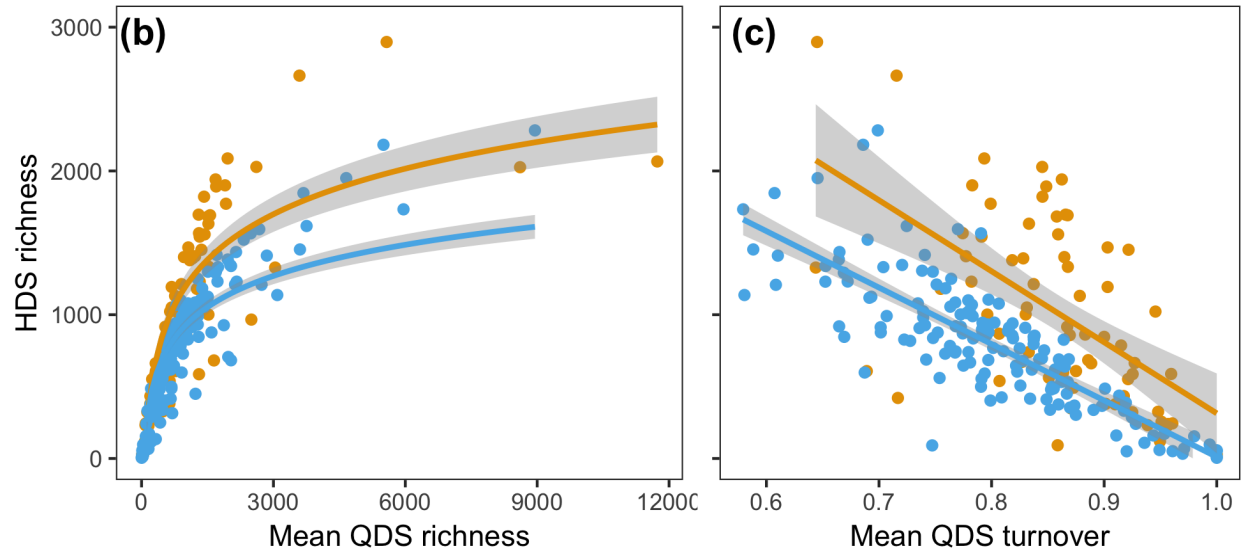 (b)
(c)
HDS richness
3000
2000
1000
0
0 3000 6000 9000 1200
Mean QDS richness
0.6 0.7 0.8 0.9 1.0
Mean QDS turnover